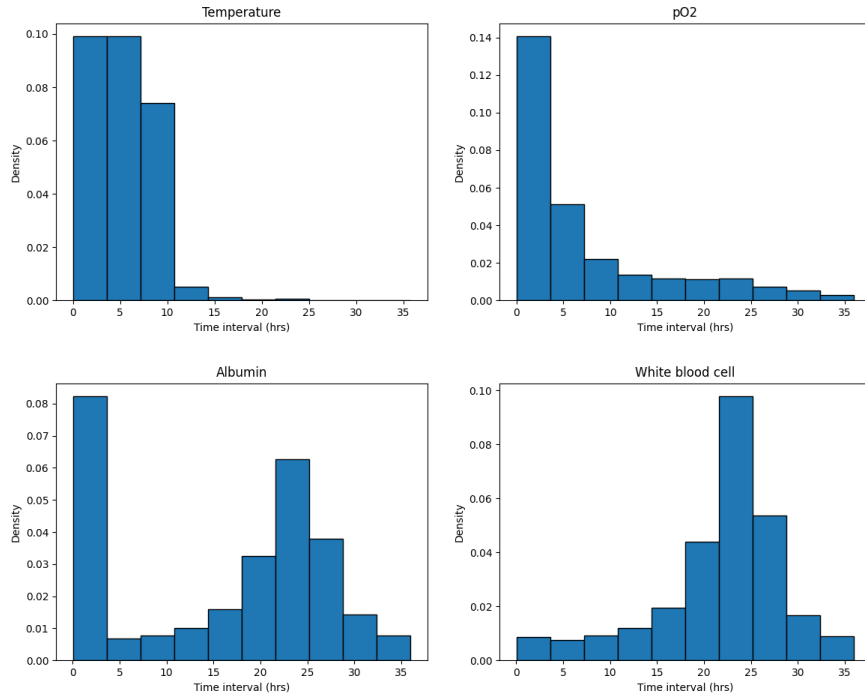 Temperature
0.10
0.08
0.06
0.04
0.02
0.00
Density
0 5 10 15 20 25 30 35
Time interval (hrs)
pO2
0.14
0.12
0.10
0.08
0.06
0.04
0.02
0.00
Density
0 5 10 15 20 25 30 35
Time interval (hrs)
Albumin
0.08
0.07
0.06
0.05
0.04
0.03
0.02
0.01
0.00
Density
0 5 10 15 20 25 30 35
Time interval (hrs)
White blood cell
0.10
0.08
0.06
0.04
0.02
0.00
Density
0 5 10 15 20 25 30 35
Time interval (hrs)